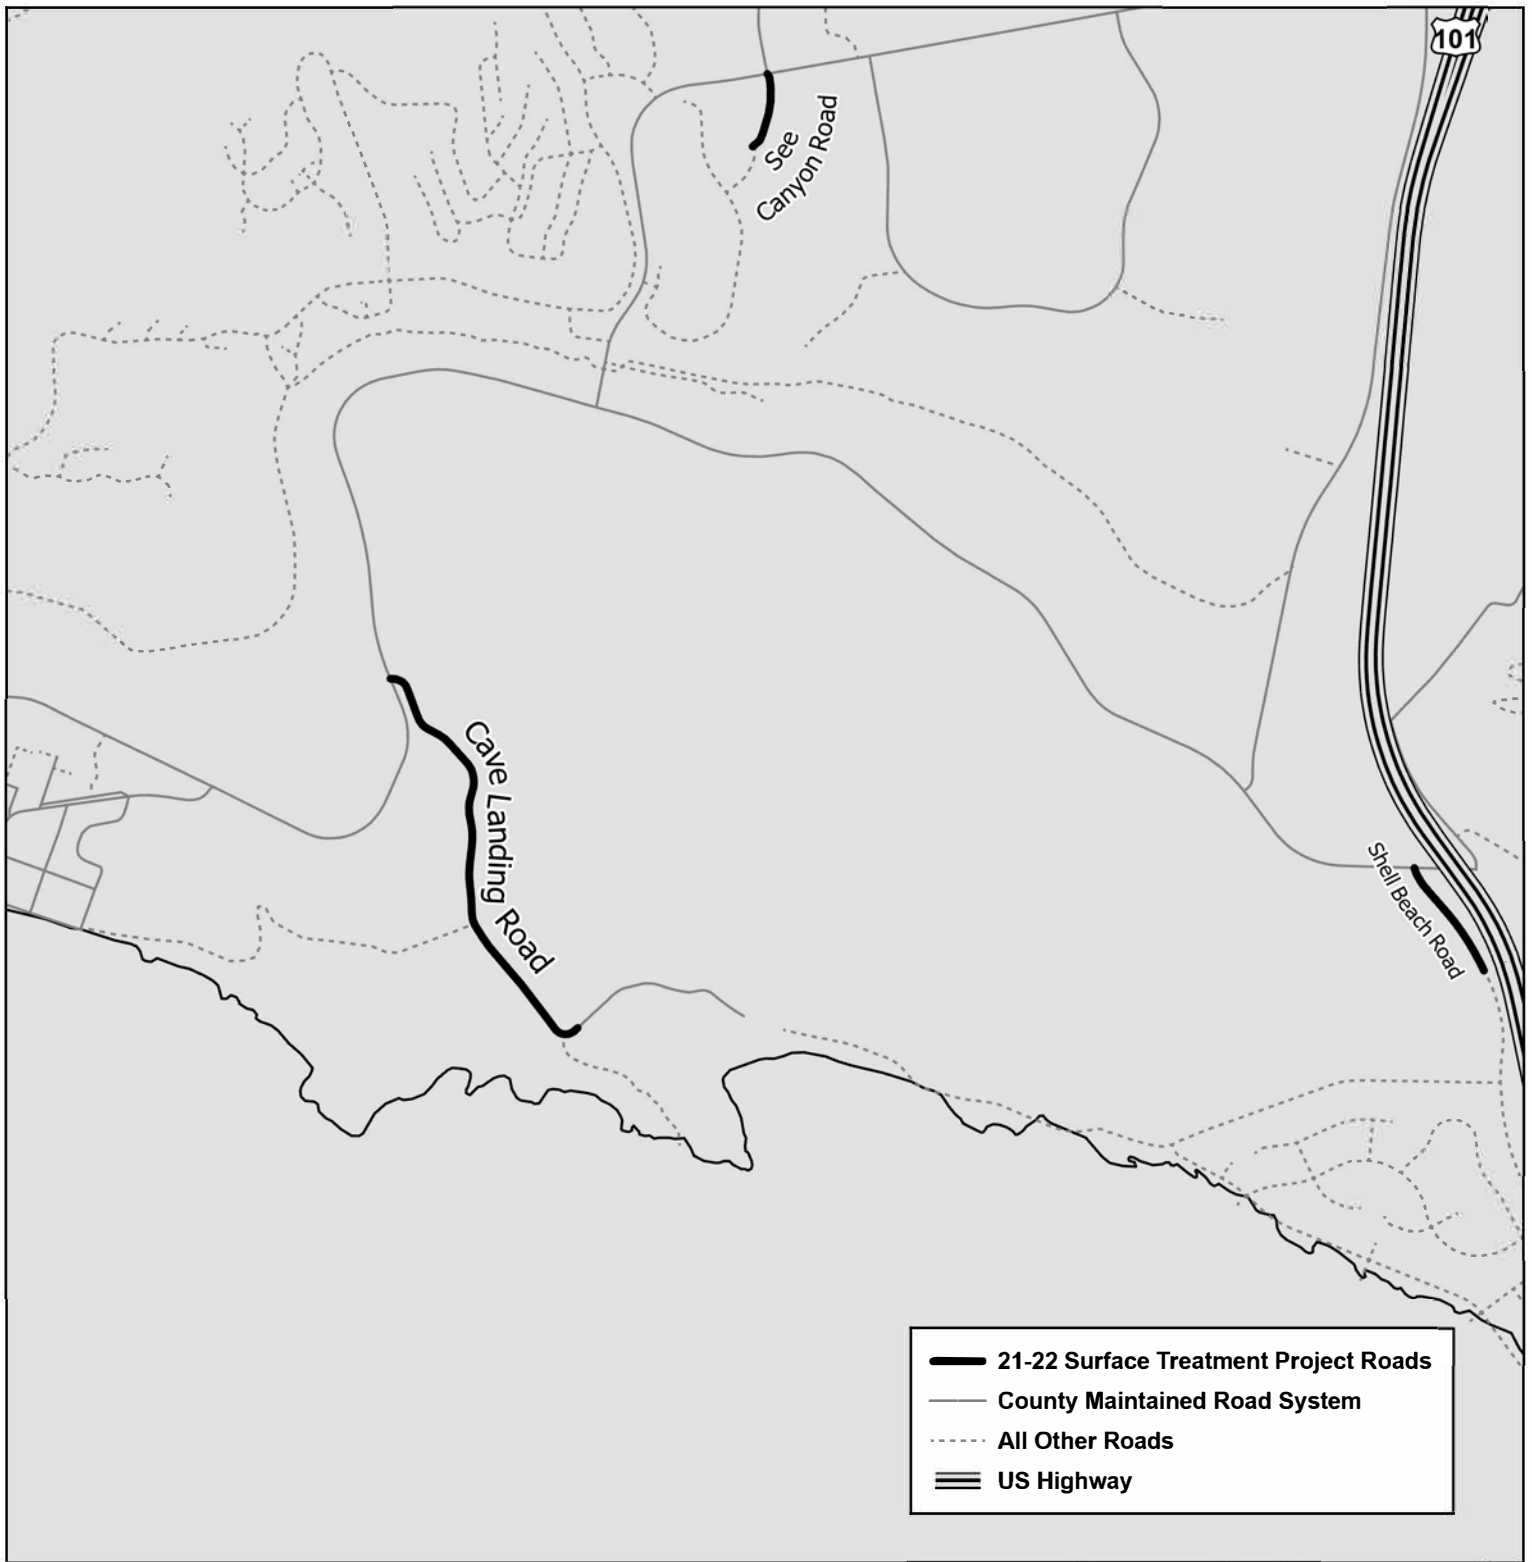 101
See
Canyon Road
Cave Landing Road
Shell Beach Road
21-22 Surface Treatment Project Roads
County Maintained Road System
All Other Roads
US Highway